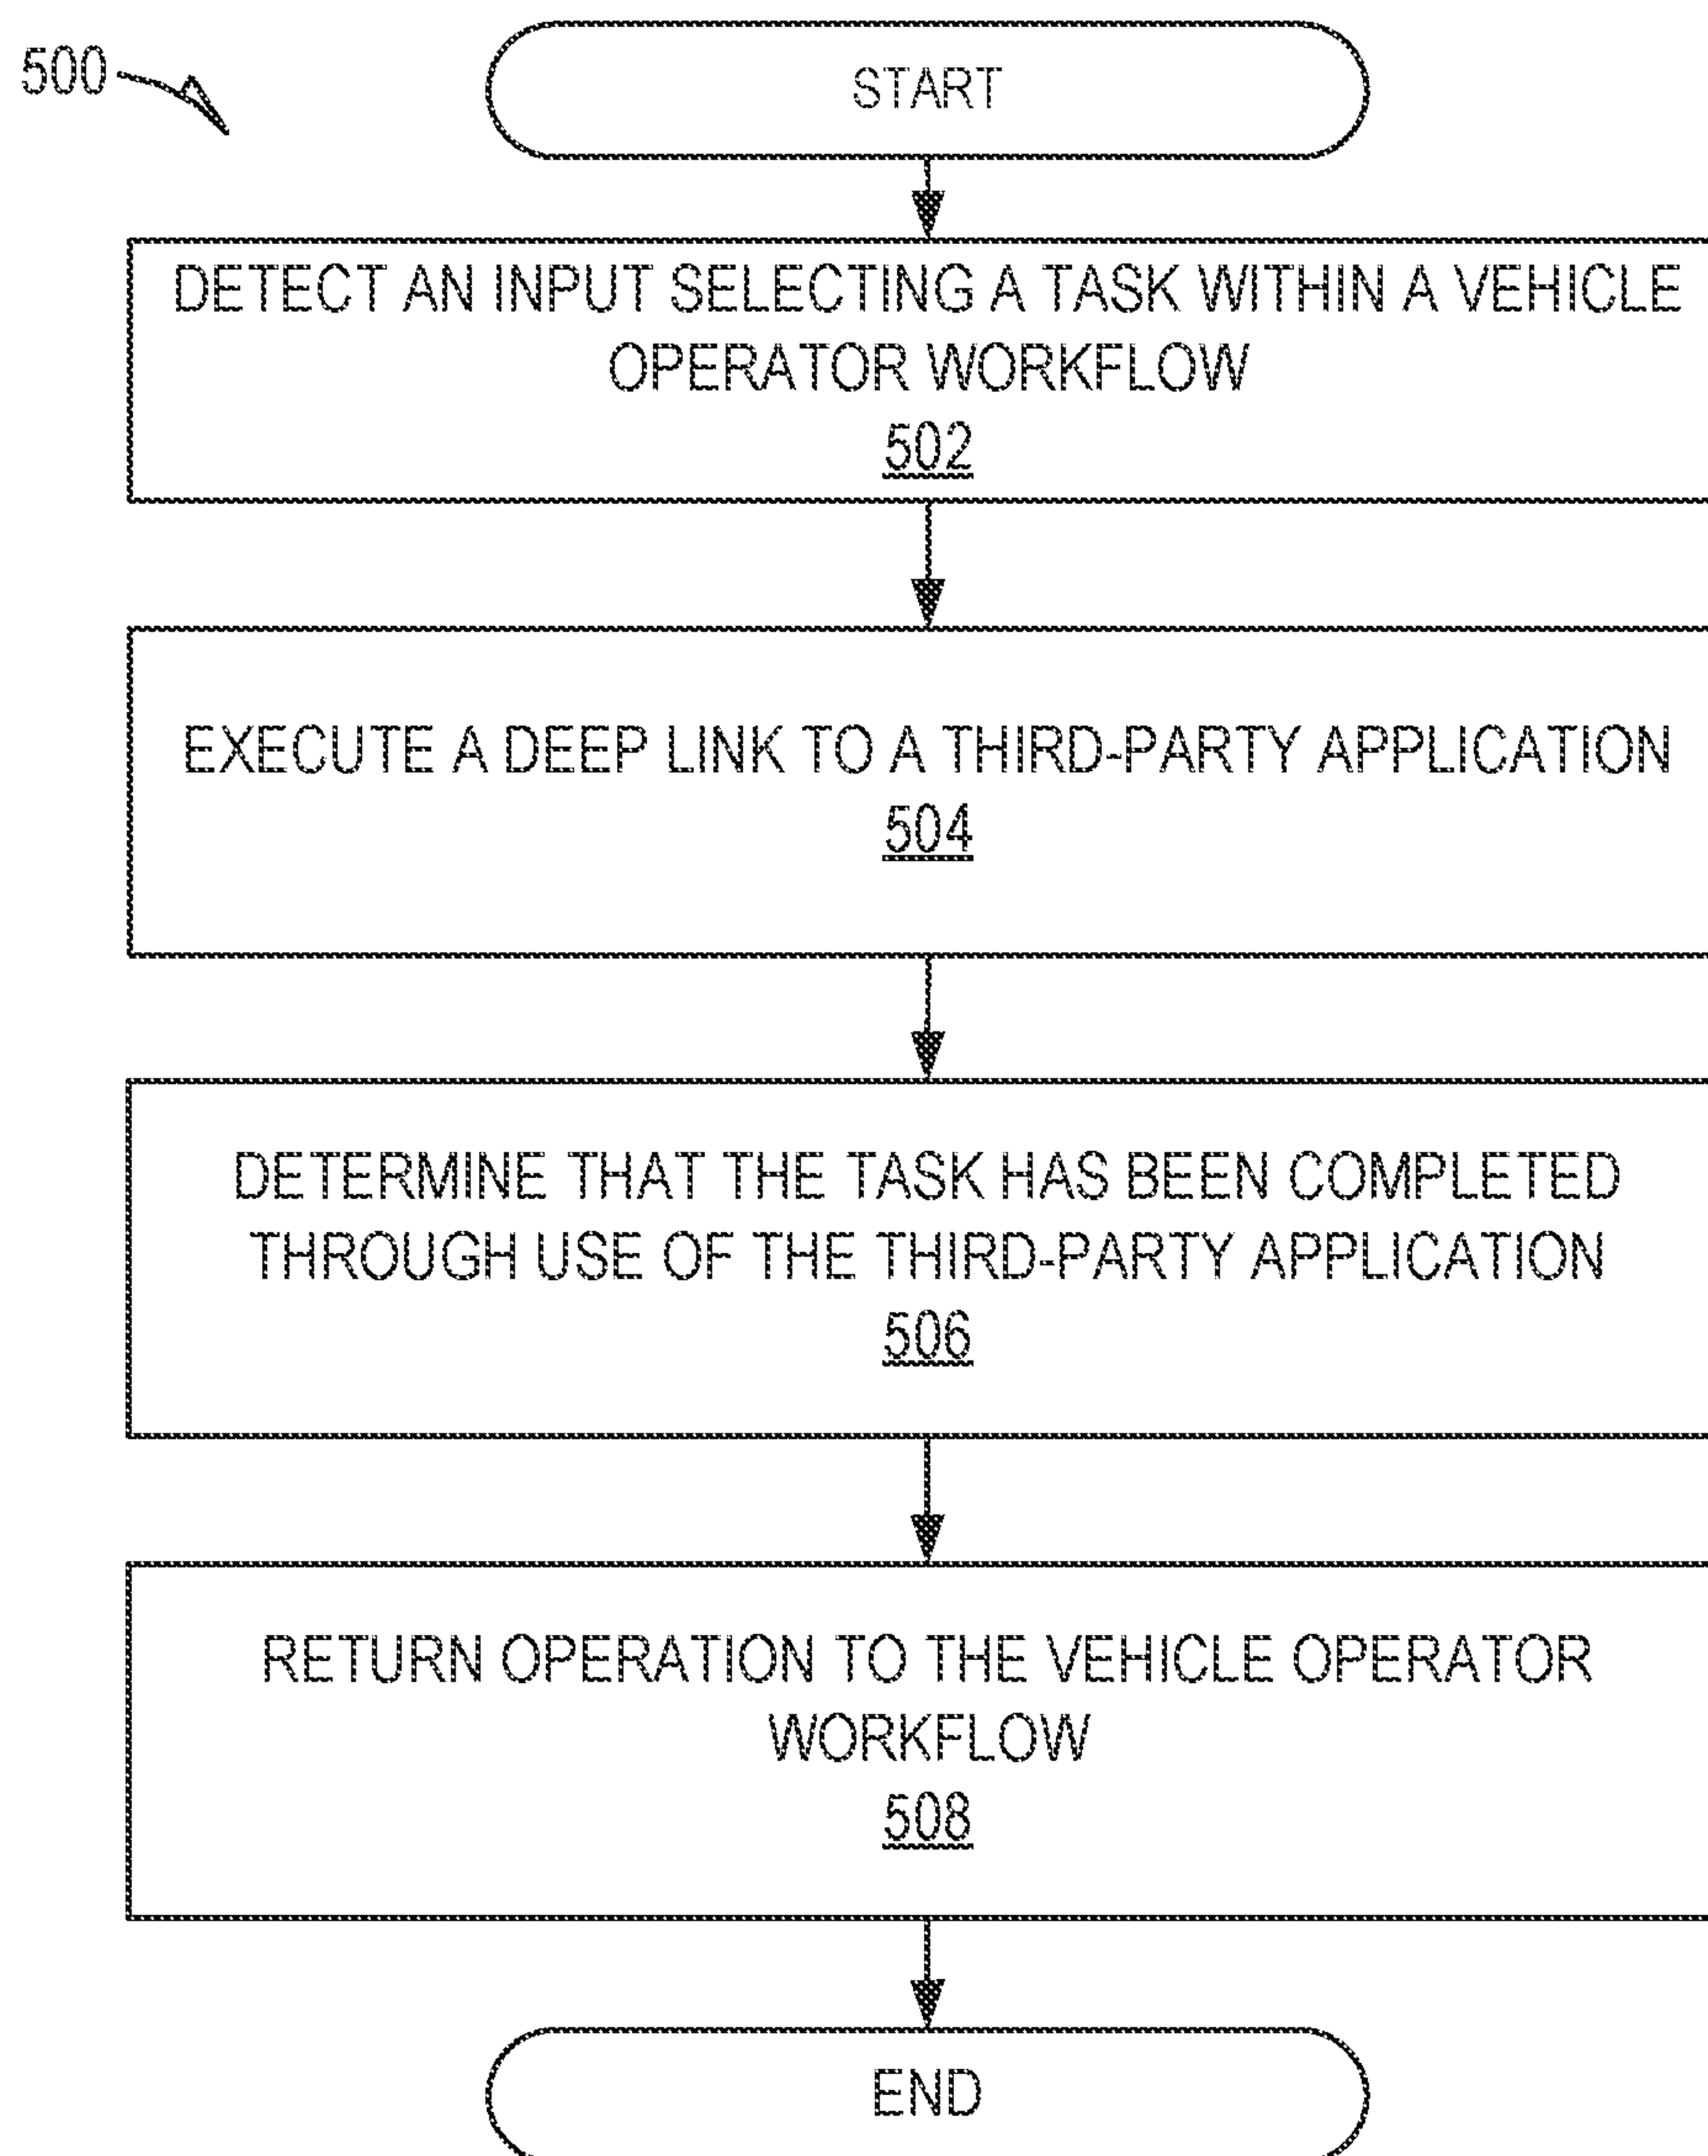 500
START
DETECT AN INPUT SELECTING A TASK WITHIN A VEHICLE
OPERATOR WORKFLOW
502
EXECUTE A DEEP LINK TO A THIRD-PARTY APPLICATION
504
DETERMINE THAT THE TASK HAS BEEN COMPLETED
THROUGH USE OF THE THIRD-PARTY APPLICATION
506
RETURN OPERATION TO THE VEHICLE OPERATOR
WORKFLOW
508
END